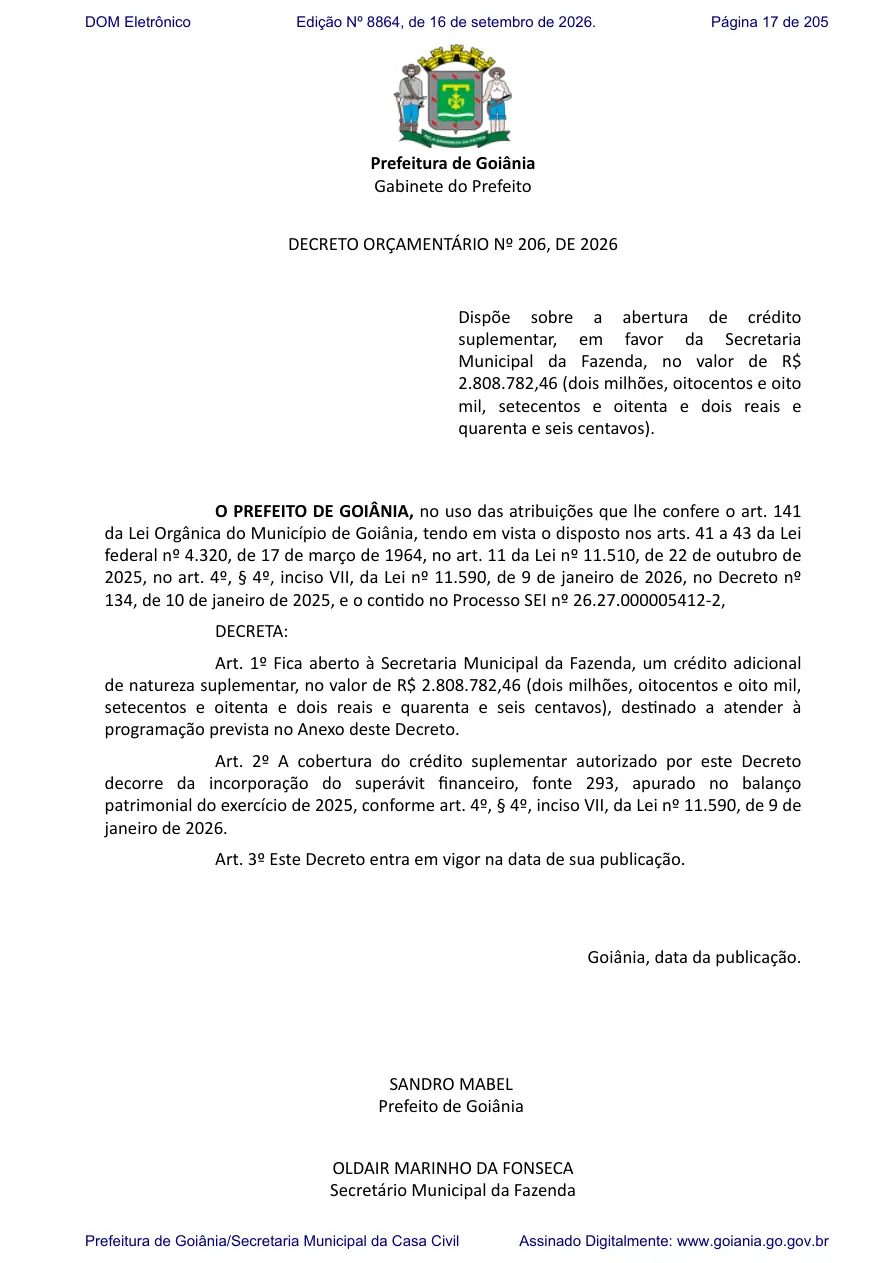 DOM Eletrônico Edição Nº 8864, de 16 de setembro de 2026. Página 17 de 205
PELA GRANDEZA DA PÁTRIA
Prefeitura de Goiânia
Gabinete do Prefeito
DECRETO ORÇAMENTÁRIO Nº 206, DE 2026
Dispõe sobre a abertura de crédito
suplementar, em favor da Secretaria
Municipal da Fazenda, no valor de R$
2.808.782,46 (dois milhões, oitocentos e oito
mil, setecentos e oitenta e dois reais e
quarenta e seis centavos).
O PREFEITO DE GOIÂNIA, no uso das atribuições que lhe confere o art. 141
da Lei Orgânica do Município de Goiânia, tendo em vista o disposto nos arts. 41 a 43 da Lei
federal nº 4.320, de 17 de março de 1964, no art. 11 da Lei nº 11.510, de 22 de outubro de
2025, no art. 4º, § 4º, inciso VII, da Lei nº 11.590, de 9 de janeiro de 2026, no Decreto nº
134, de 10 de janeiro de 2025, e o contido no Processo SEI nº 26.27.000005412-2,
DECRETA:
Art. 1º Fica aberto à Secretaria Municipal da Fazenda, um crédito adicional
de natureza suplementar, no valor de R$ 2.808.782,46 (dois milhões, oitocentos e oito mil,
setecentos e oitenta e dois reais e quarenta e seis centavos), destinado a atender à
programação prevista no Anexo deste Decreto.
Art. 2º A cobertura do crédito suplementar autorizado por este Decreto
decorre da incorporação do superávit financeiro, fonte 293, apurado no balanço
patrimonial do exercício de 2025, conforme art. 4º, § 4º, inciso VII, da Lei nº 11.590, de 9 de
janeiro de 2026.
Art. 3º Este Decreto entra em vigor na data de sua publicação.
Goiânia, data da publicação.
SANDRO MABEL
Prefeito de Goiânia
OLDAIR MARINHO DA FONSECA
Secretário Municipal da Fazenda
Prefeitura de Goiânia/Secretaria Municipal da Casa Civil Assinado Digitalmente: www.goiania.go.gov.br